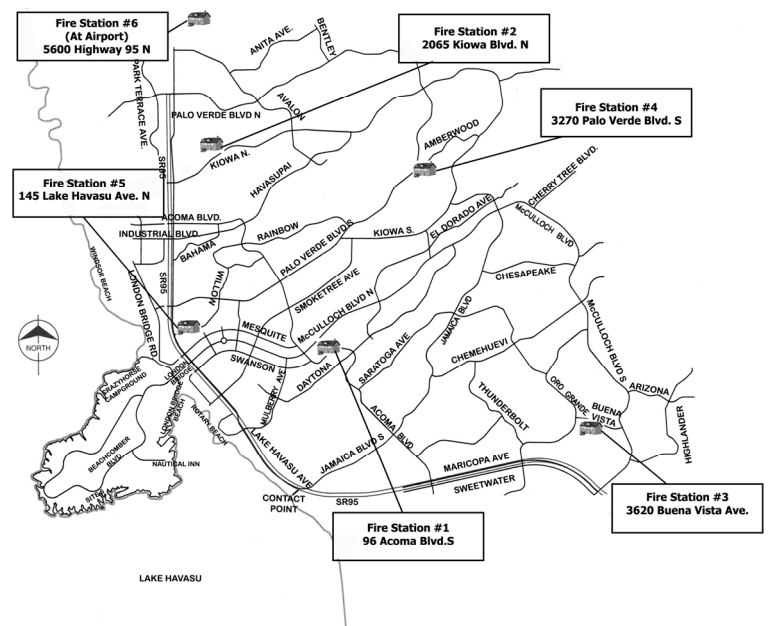 Fire Station #6
(At Airport)
5600 Highway 95 N
Fire Station #2
2065 Kiowa Blvd. N
Fire Station #4
3270 Palo Verde Blvd. S
Fire Station #5
145 Lake Havasu Ave. N
ANITA AVE.
BENTLEY
PARK TERRACE AVE.
AVALON
PALO VERDE BLVD N
SR95
KIOWA N.
HAVASUPAI
AMBERWOOD
CHERRY TREE BLVD.
ACOMA BLVD.
INDUSTRIAL BLVD.
BAHAMA
RAINBOW
PALO VERDE BLVD S
KIOWA S.
EL DORADO AVE
McCULLOCH BLVD
WINDSOR BEACH
SR95
WILLOW
SMOKETREE AVE
CHESAPEAKE
LONDON BRIDGE RD
MESQUITE
McCULLOCH BLVD N
JAMAICA BLVD
McCULLOCH BLVD S
NORTH
SWANSON
DAYTONA
SARATOGA AVE
CHEMEHUEVI
CRAZYHORSE
CAMPGROUND
LONDON
BRIDGE
LONDON BRIDGE
BEACH
ROTARY BEACH
MULBERRY AVE
ACOMA BLVD
THUNDERBOLT
ORO GRANDE
ARIZONA
BUENA
VISTA
HIGHLANDER
BEACHCOMBER
BLVD
NAUTICAL INN
SITE
LAKE HAVASU AVE
JAMAICA BLVD S
MARICOPA AVE
SWEETWATER
CONTACT
POINT
SR95
Fire Station #3
3620 Buena Vista Ave.
Fire Station #1
96 Acoma Blvd.S
LAKE HAVASU